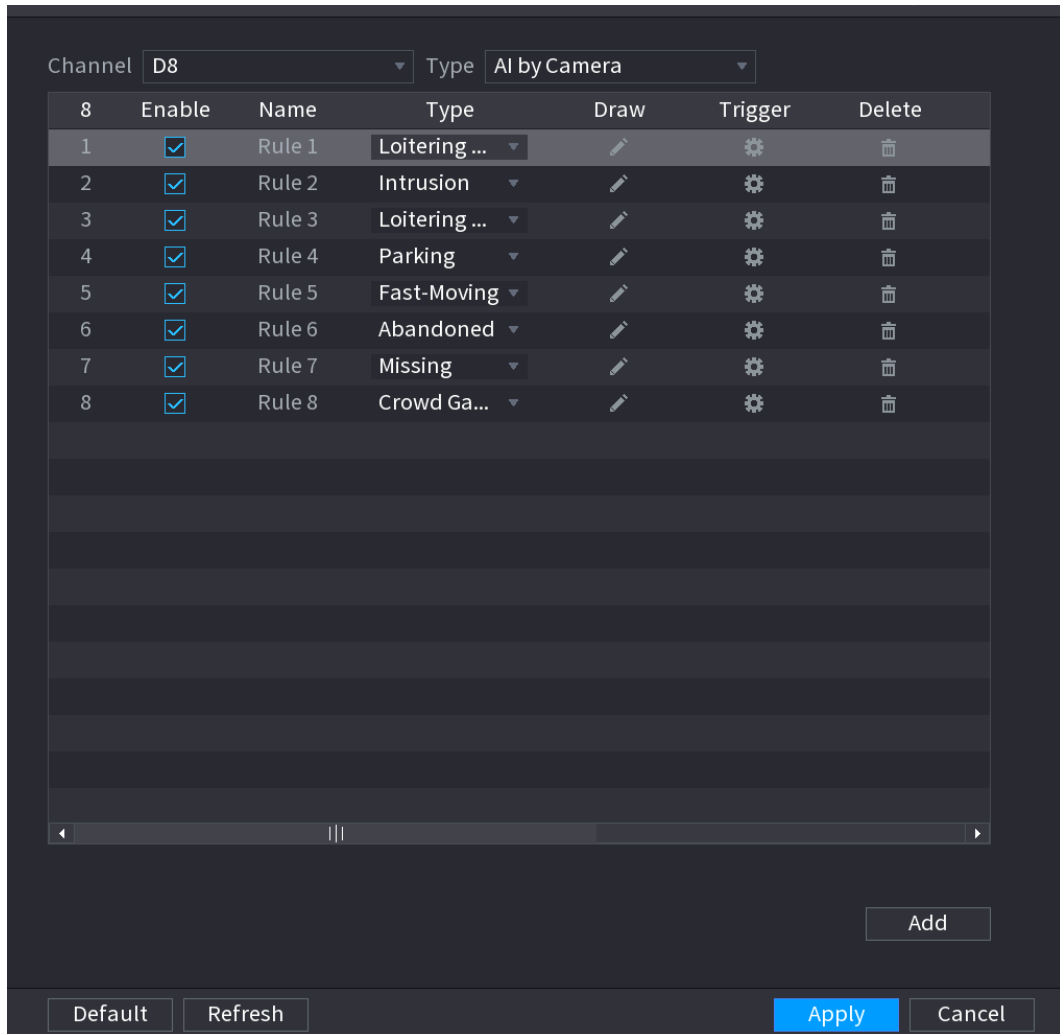 Channel D8 Type AI by Camera
8 Enable Name Type Draw Trigger Delete
1 Rule 1 Loitering ...
2 Rule 2 Intrusion
3 Rule 3 Loitering ...
4 Rule 4 Parking
5 Rule 5 Fast-Moving
6 Rule 6 Abandoned
7 Rule 7 Missing
8 Rule 8 Crowd Ga...
Add
Default Refresh Apply Cancel